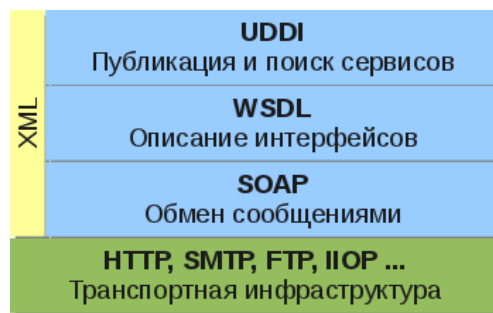 XML
UDDI
Публикация и поиск сервисов
WSDL
Описание интерфейсов
SOAP
Обмен сообщениями
HTTP, SMTP, FTP, IIOP ...
Транспортная инфраструктура